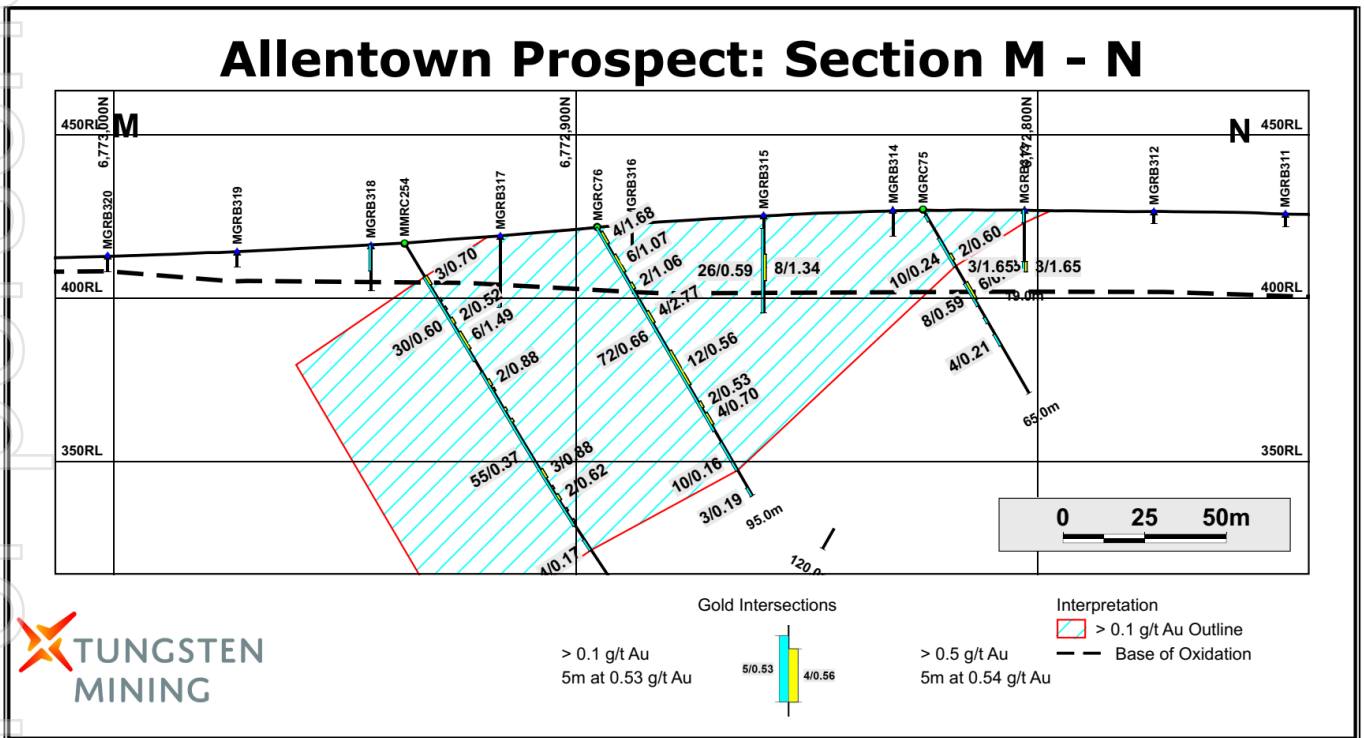 Allentown Prospect: Section M - N
450RL
6,773,000N
M
6,772,900N
6,772,800N
N
450RL
MGRB320
MGRB319
MGRB318
MMRC254
MGRB317
MGRC76
MGRB316
MGRB315
MGRB314
MGRC75
MGRB312
MGRB311
4/1.68
6/1.07
2/1.06
3/0.70
26/0.59
8/1.34
2/0.60
10/0.24
3/1.65
3/1.65
400RL
400RL
19.0m
2/0.52
6/1.49
30/0.60
4/2.77
72/0.66
12/0.56
8/0.59
4/0.21
2/0.88
2/0.53
4/0.70
65.0m
350RL
350RL
55/0.37
3/0.88
2/0.62
10/0.16
3/0.19
95.0m
4/0.17
0 25 50m
Gold Intersections
> 0.1 g/t Au
5m at 0.53 g/t Au
5/0.53
4/0.56
> 0.5 g/t Au
5m at 0.54 g/t Au
Interpretation
> 0.1 g/t Au Outline
Base of Oxidation
TUNGSTEN
MINING